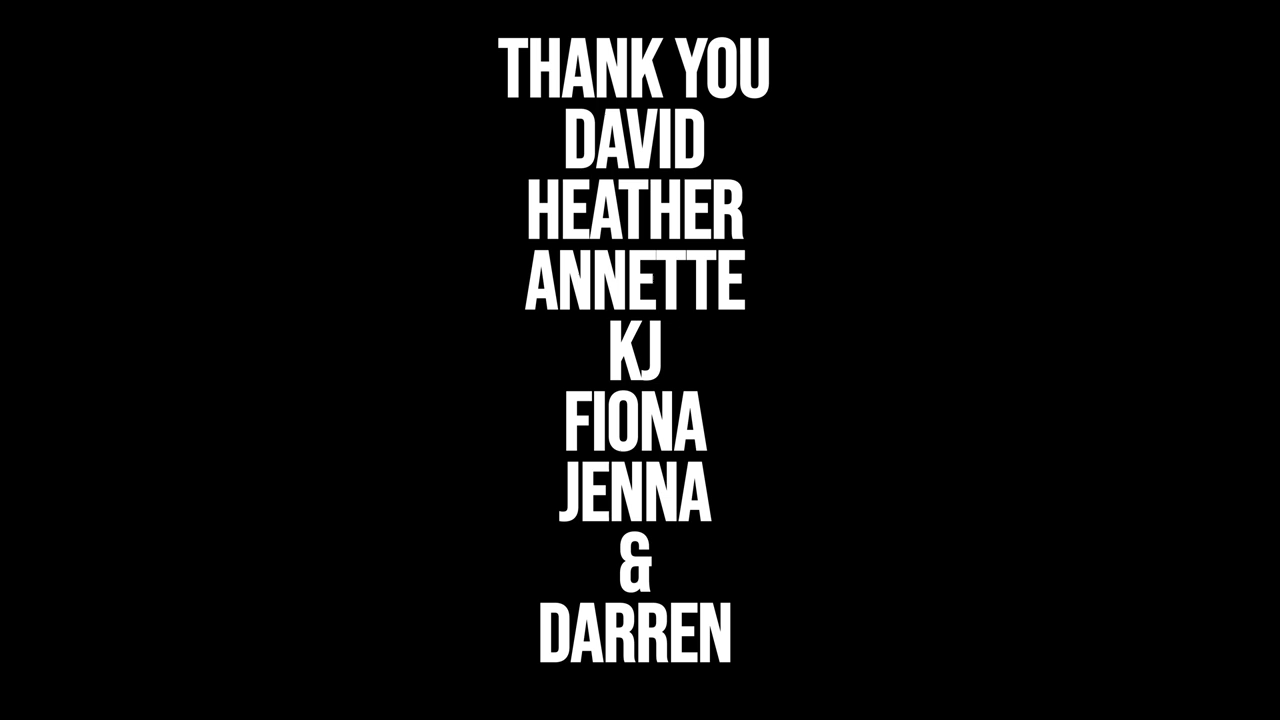 THANK YOU
DAVID
HEATHER
ANNETTE
KJ
FIONA
JENNA
&
DARREN